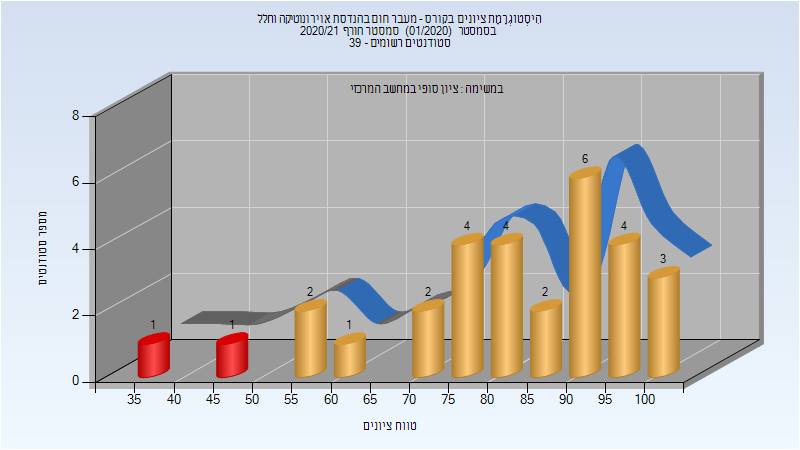 היסטוגרמת ציונים בקורס - מעבר חום בהנדסת אוירונוטיקה וחלל
בסמסטר (01/2020) סמסטר חורף 2020/21
סטודנטים רשומים - 39
במשימה : ציון סופי במחשב המרכזי
מספר סטודנטים
8
6
4
2
0
1
1
2
1
2
4
4
2
6
4
3
35 40 45 50 55 60 65 70 75 80 85 90 95 100
טווח ציונים